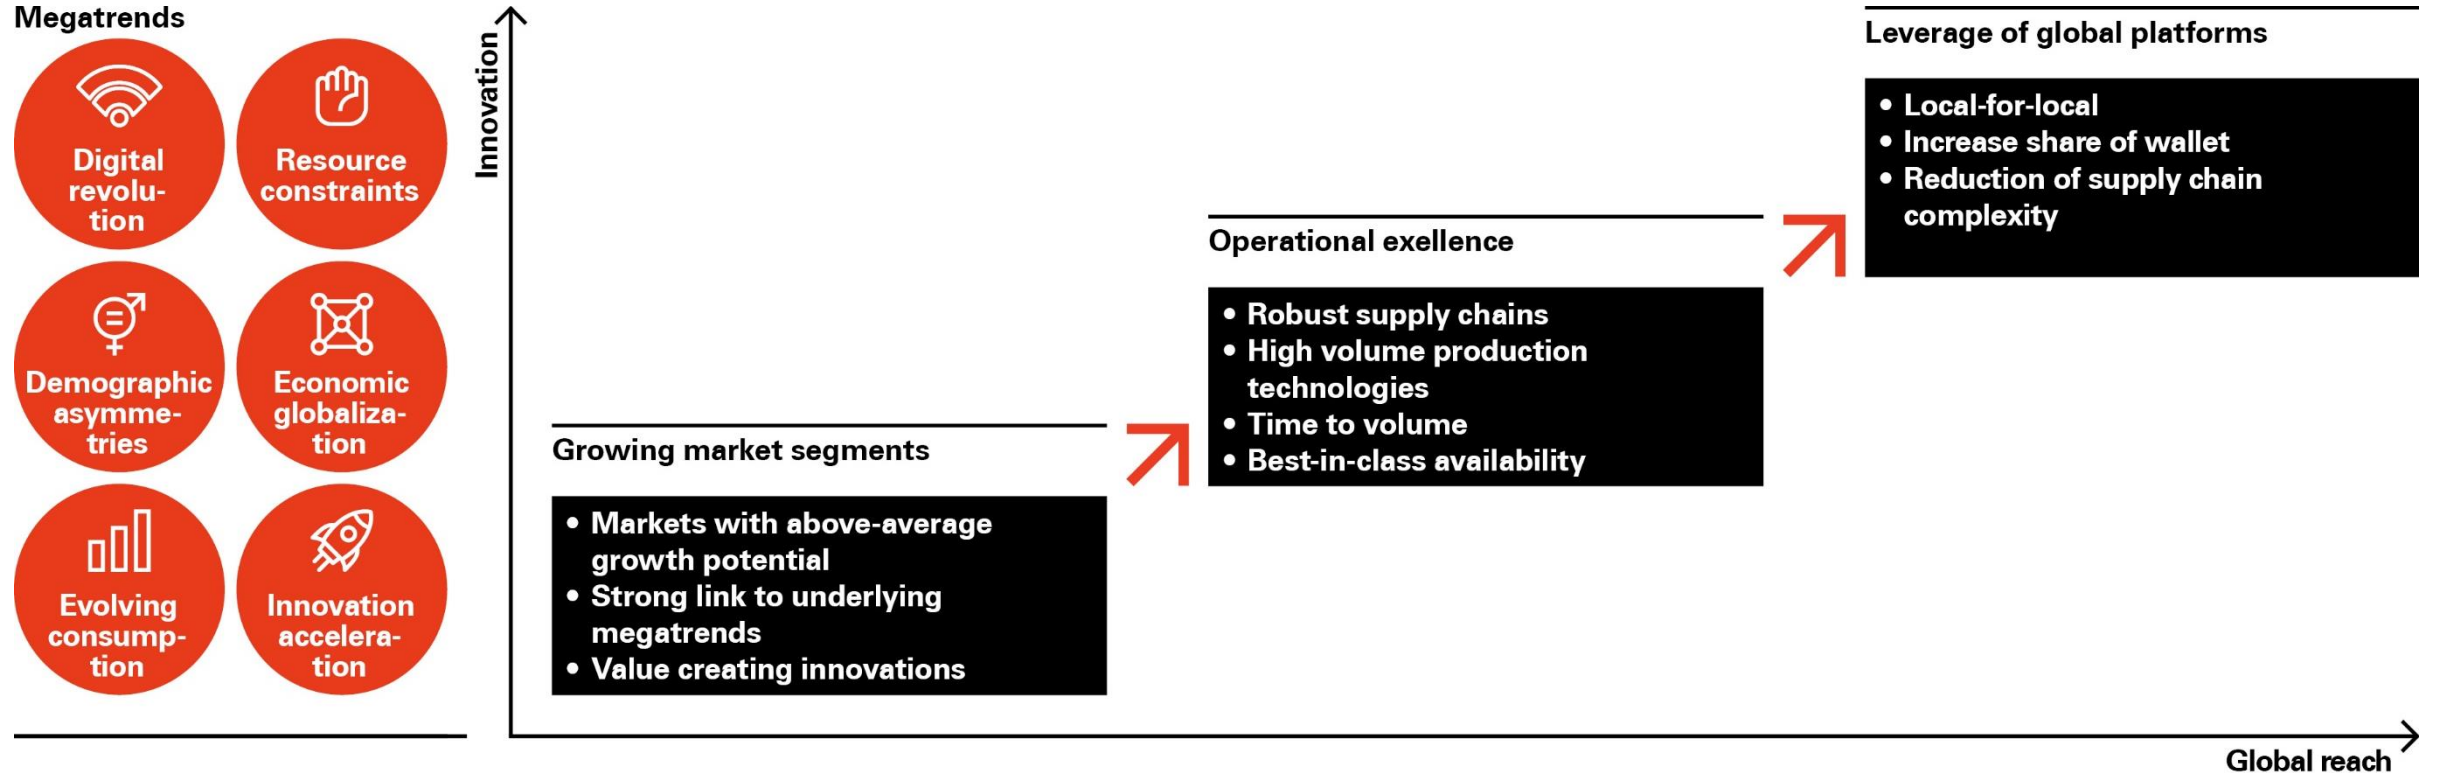 Megatrends
Digital
revolu-
tion
Resource
constraints
Demographic
asymme-
tries
Economic
globaliza-
tion
Evolving
consump-
tion
Innovation
accelera-
tion
Innovation
Growing market segments
• Markets with above-average
growth potential
• Strong link to underlying
megatrends
• Value creating innovations
Operational exellence
• Robust supply chains
• High volume production
technologies
• Time to volume
• Best-in-class availability
Leverage of global platforms
• Local-for-local
• Increase share of wallet
• Reduction of supply chain
complexity
Global reach